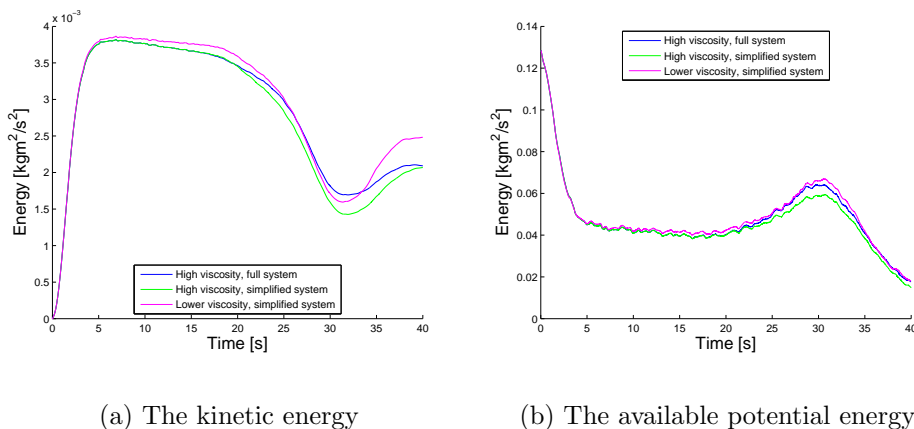 x 10⁻³
4
3.5
3
2.5
2
1.5
1
0.5
0
Energy [kgm²/s²]
High viscosity, full system
High viscosity, simplified system
Lower viscosity, simplified system
0 5 10 15 20 25 30 35 40
Time [s]
(a) The kinetic energy
0.14
0.12
0.1
0.08
0.06
0.04
0.02
0
Energy [kgm²/s²]
High viscosity, full system
High viscosity, simplified system
Lower viscosity, simplified system
0 5 10 15 20 25 30 35 40
Time [s]
(b) The available potential energy